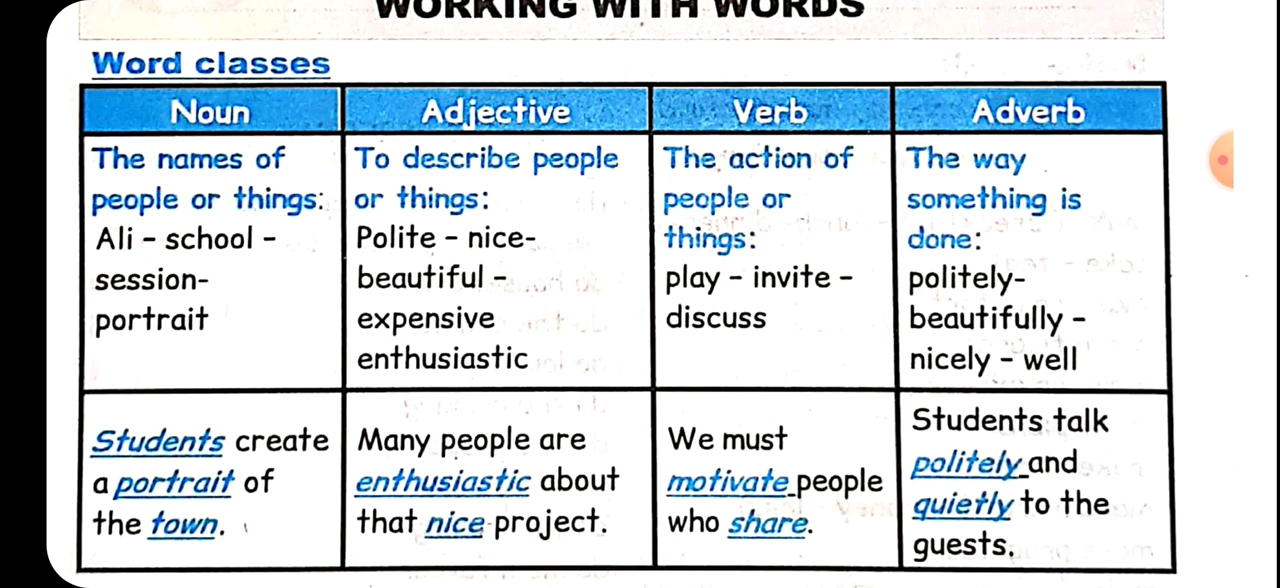 WORKING WITH WORDS
Word classes
Noun
Adjective
Verb
Adverb
The names of
people or things:
Ali - school -
session-
portrait
To describe people
or things:
Polite - nice-
beautiful -
expensive
enthusiastic
The action of
people or
things:
play - invite -
discuss
The way
something is
done:
politely-
beautifully -
nicely - well
Students create
a portrait of
the town.
Many people are
enthusiastic about
that nice project.
We must
motivate people
who share.
Students talk
politely and
quietly to the
guests.